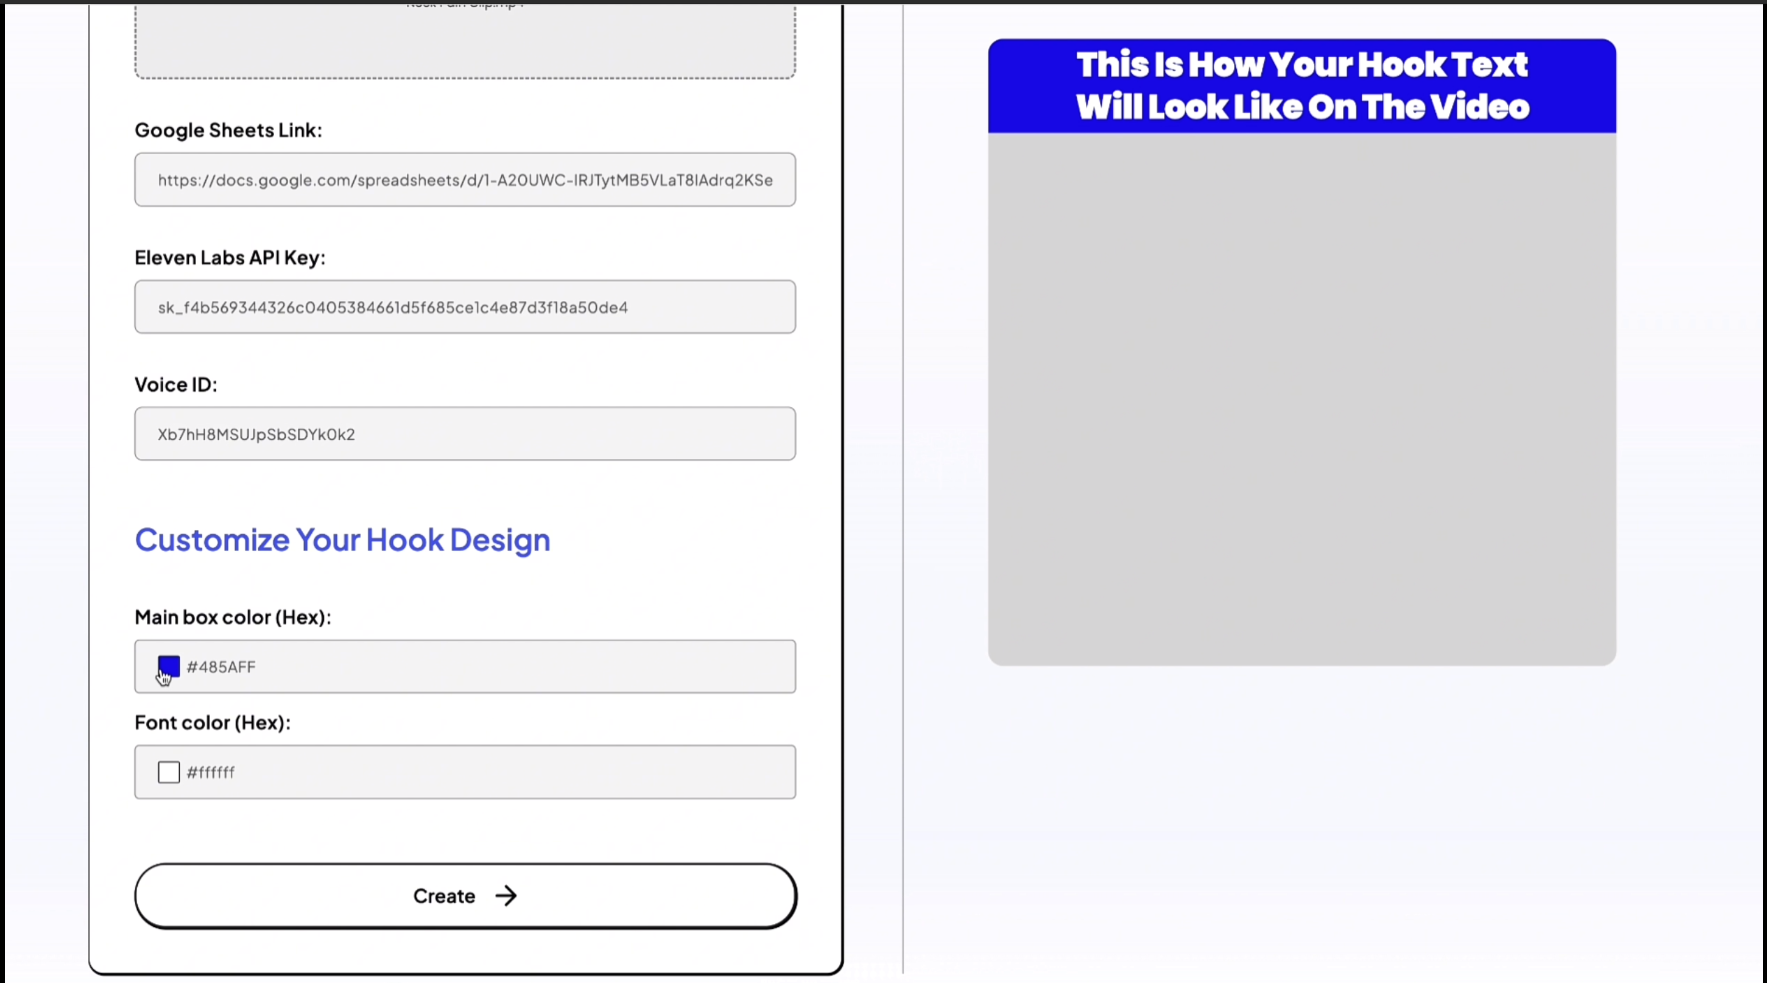 Google Sheets Link:
https://docs.google.com/spreadsheets/d/1-A20UWC-IRJTytMB5VLaT8IAdrq2KSe
Eleven Labs API Key:
sk_f4b569344326c0405384661d5f685ce1c4e87d3f18a50de4
Voice ID:
Xb7hH8MSUJpSbSDYk0k2
Customize Your Hook Design
Main box color (Hex):
#485AFF
Font color (Hex):
#ffffff
Create →
This Is How Your Hook Text
Will Look Like On The Video